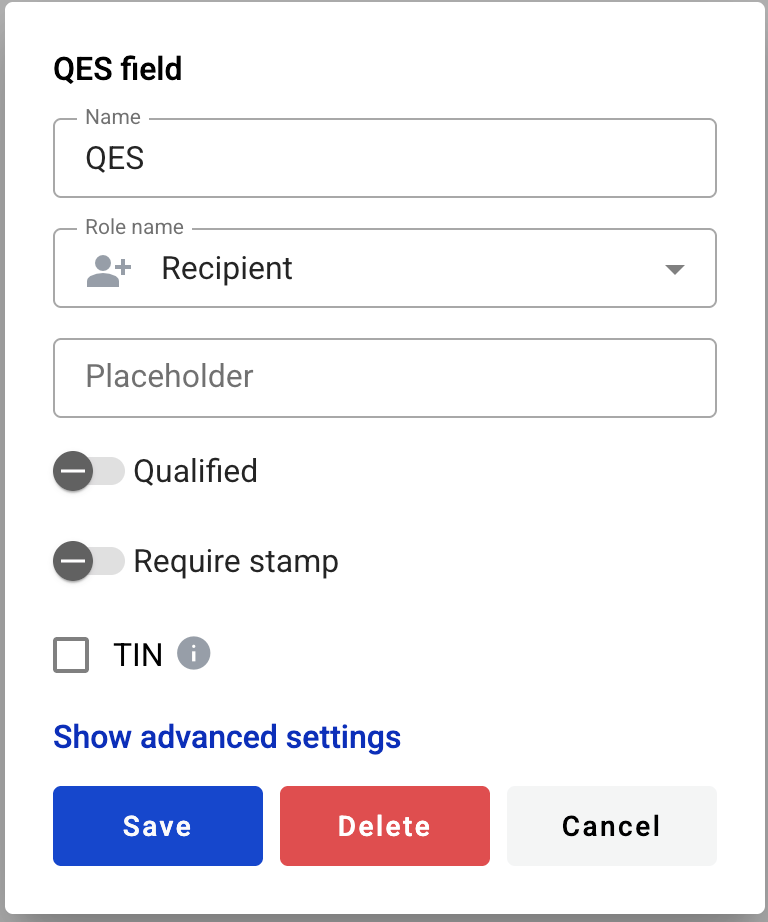 QES field
Name
QES
Role name
Recipient
Placeholder
Qualified
Require stamp
TIN
Show advanced settings
Save Delete Cancel